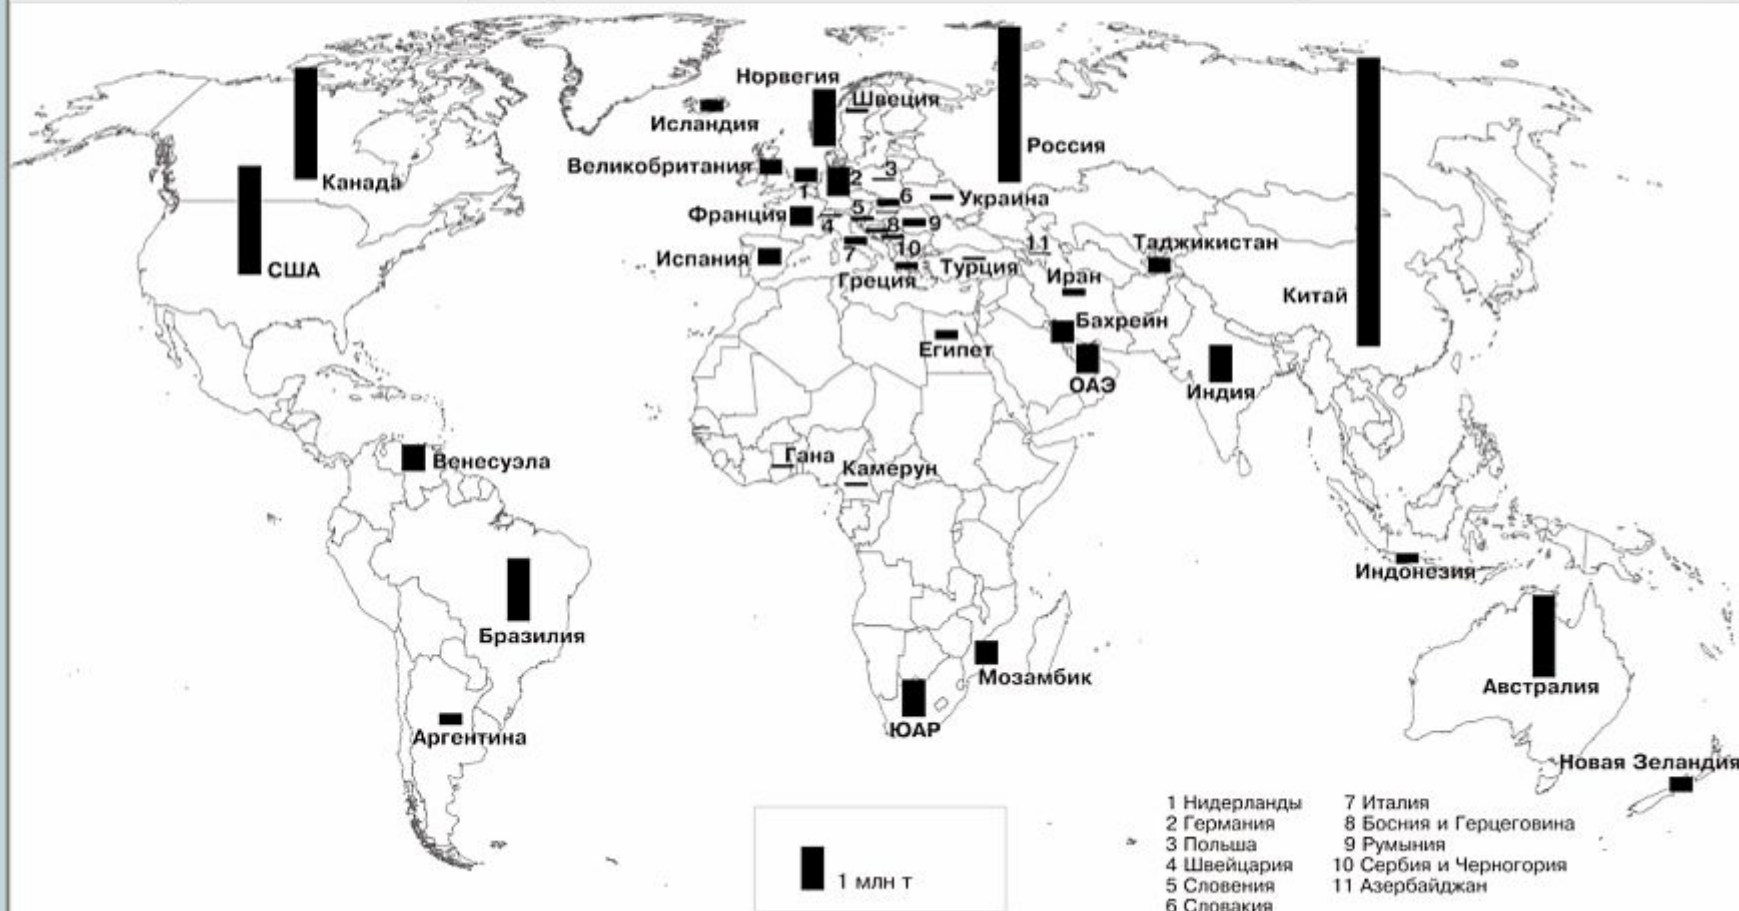 Норвегия
Швеция
Исландия
Россия
Великобритания
Канада
1
2
3
Франция
4
5
6
Украина
8
9
США
Испания
7
10
Греция
Турция
11
Таджикистан
Иран
Китай
Бахрейн
Египет
ОАЭ
Индия
Венесуэла
Гана
Камерун
Индонезия
Бразилия
Мозамбик
Австралия
ЮАР
Аргентина
Новая Зеландия
1 млн т
1 Нидерланды
2 Германия
3 Польша
4 Швейцария
5 Словения
6 Словакия
7 Италия
8 Босния и Герцеговина
9 Румыния
10 Сербия и Черногория
11 Азербайджан